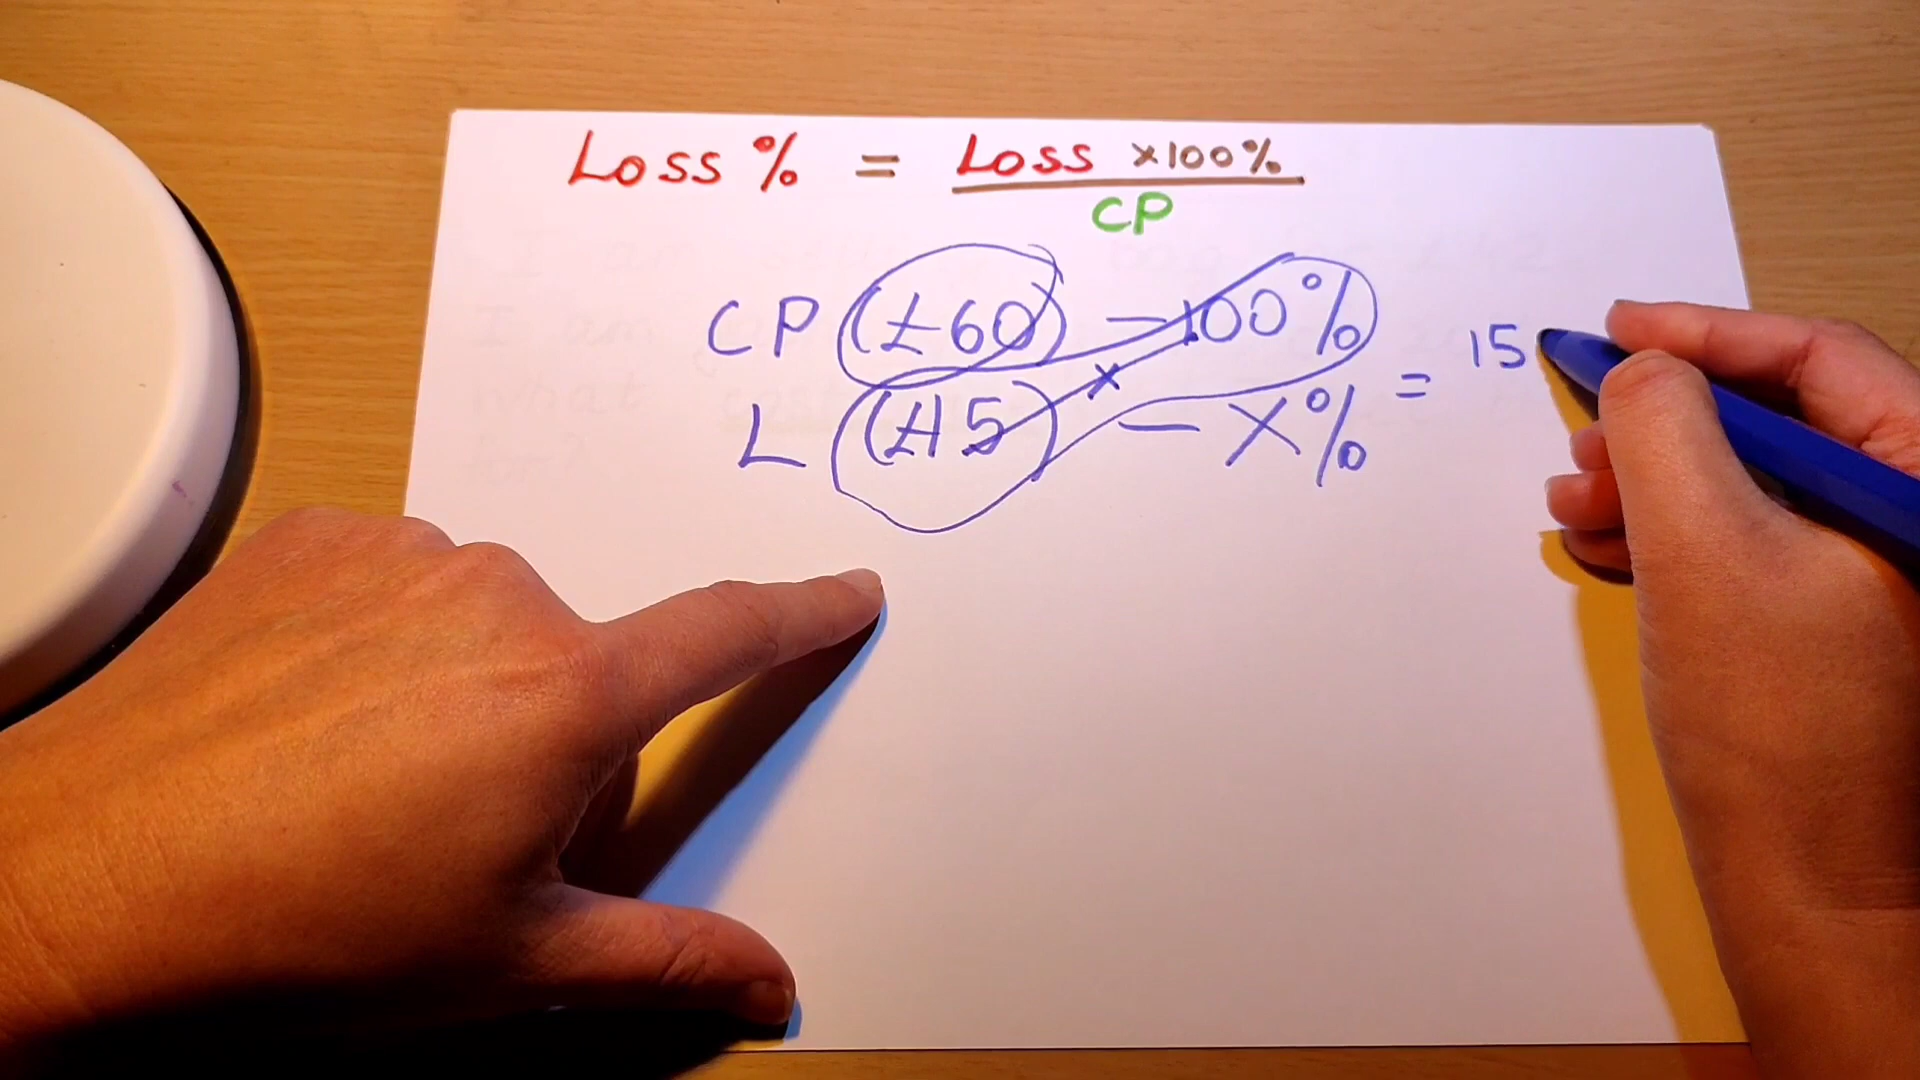 Loss % = Loss ×100%
CP
CP (£60) — 100%
L (£15) — X% = 15